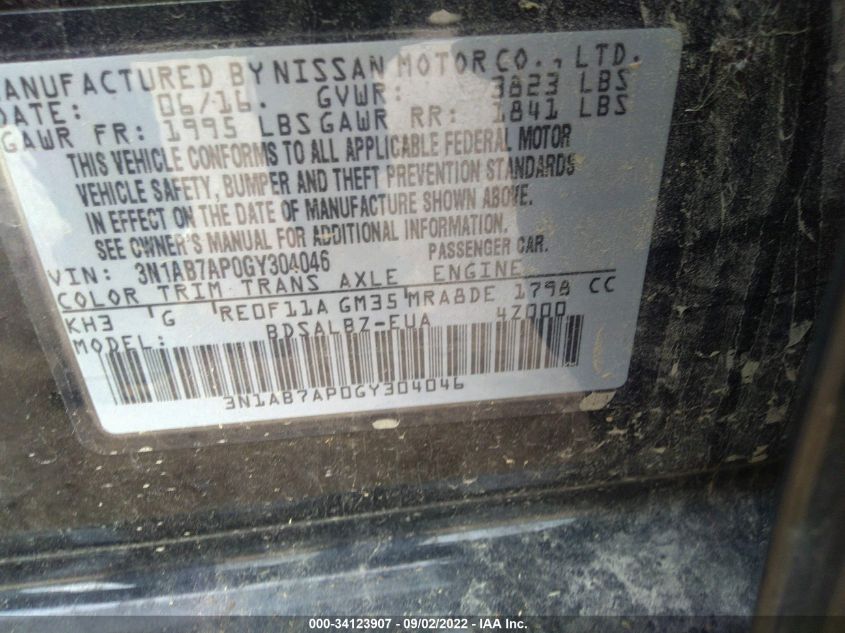 MANUFACTURED BY NISSAN MOTOR CO., LTD.
DATE: 06/16. GVWR: 3823 LBS
GAWR FR: 1995 LBS GAWR RR: 1841 LBS
THIS VEHICLE CONFORMS TO ALL APPLICABLE FEDERAL MOTOR
VEHICLE SAFETY, BUMPER AND THEFT PREVENTION STANDARDS
IN EFFECT ON THE DATE OF MANUFACTURE SHOWN ABOVE.
SEE OWNER'S MANUAL FOR ADDITIONAL INFORMATION.
VIN: 3N1AB7AP0GY304046 PASSENGER CAR.
COLOR TRIM TRANS AXLE ENGINE
KH3 G RE0F11A GM35 MRA8DE 1798 CC
MODEL: BDSALBZ-EUA 4Z000
3N1AB7AP0GY304046
000-34123907 - 09/02/2022 - IAA Inc.